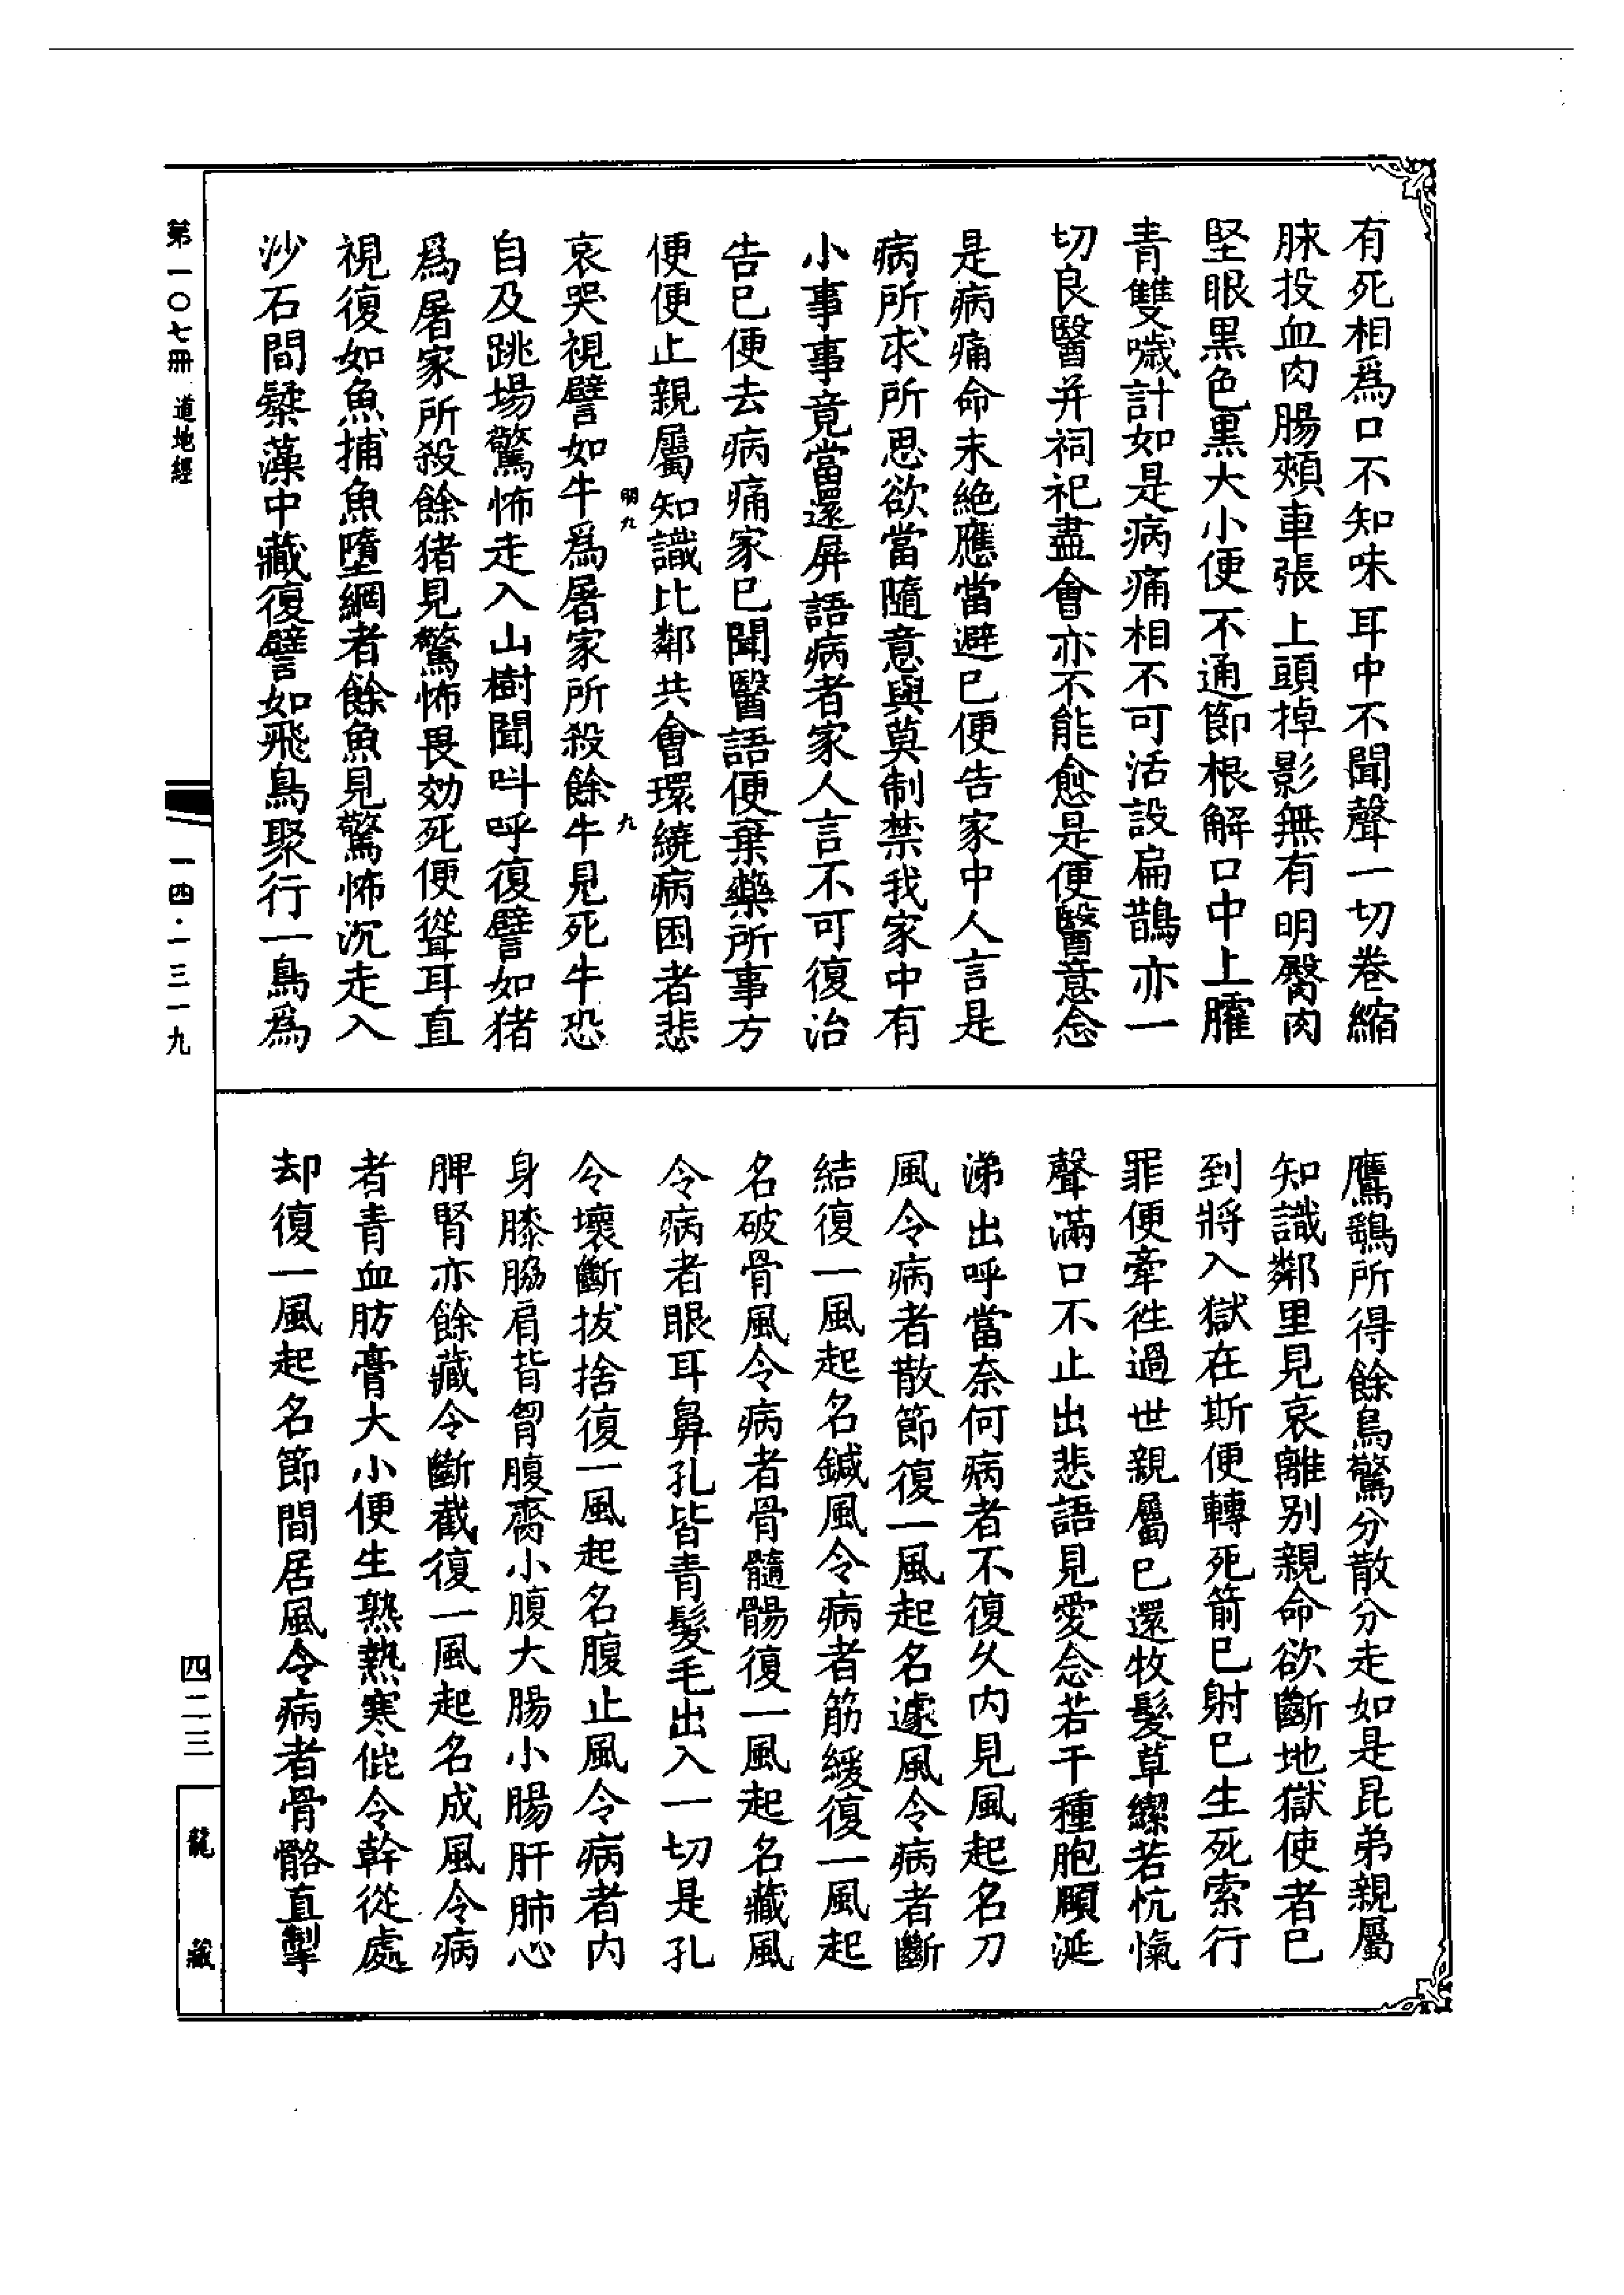 有死相爲口不知味耳中不聞聲一切卷縮
脉投血肉腸頰車張上頭掉影無有明臀肉
堅眼黑色黑大小便不通節根解口中上臛
青雙噦計如是病痛相不可活設扁鵲亦一
切良醫并祠祀盡會亦不能愈是便醫意念
是病痛命未絕應當避已便告家中人言是
病所求所思欲當隨意與莫制禁我家中有
小事事竟當還屏語病者家人言不可復治
告已便去病痛家已聞醫語便棄藥所事方
便便止親屬知識比鄰共會環繞病困者悲
明九
九
哀哭視譬如牛爲屠家所殺餘牛見死牛恐
自及跳場驚怖走入山樹聞呌呼復譬如猪
爲屠家所殺餘猪見驚怖畏効死便聳耳直
視復如魚捕魚墮網者餘魚見驚怖沉走入
沙石間蔾藻中藏復譬如飛鳥聚行一鳥爲
鷹鷂所得餘鳥驚分散分走如是昆弟親屬
知識鄰里見哀離別親命欲斷地獄使者已
到將入獄在斯便轉死箭已射已生死索行
罪便牽徃過世親屬已還牧髮草縲若忼愾
聲滿口不止出悲語見愛念若干種胞頤涎
涕出呼當奈何病者不復久內見風起名刀
風令病者散節復一風起名遽風令病者斷
結復一風起名鍼風令病者筋緩復一風起
名破骨風令病者骨髓傷復一風起名藏風
令病者眼耳鼻孔皆青髮毛出入一切是孔
令壞斷拔捨復一風起名腹止風令病者內
身膝脇肩背胷腹臍小腹大腸小腸肝肺心
脾腎亦餘藏令斷截復一風起名成風令病
者青血肪膏大小便生熟熱寒㐌令幹從處
却復一風起名節間居風令病者骨骼直掣
第一〇七冊 道地經
一四·一三一九
四二三
龍藏